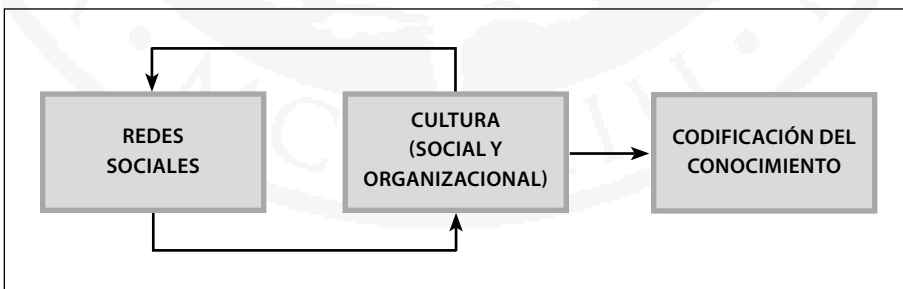 REDES
SOCIALES
CULTURA
(SOCIAL Y
ORGANIZACIONAL)
CODIFICACIÓN DEL
CONOCIMIENTO